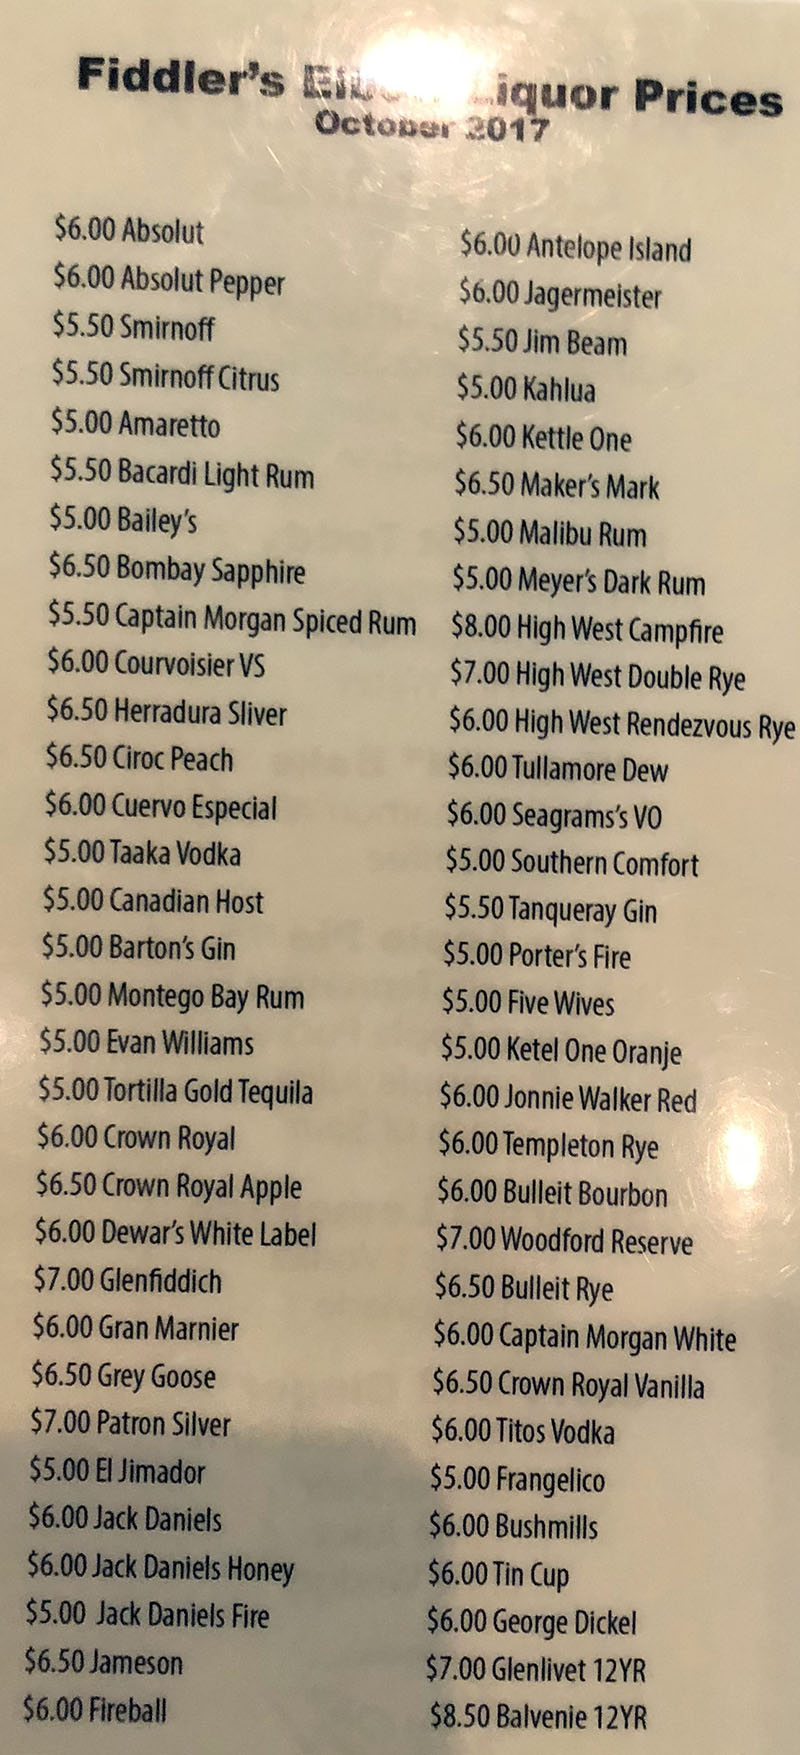 Fiddler's Elbow Liquor Prices
October 2017
$6.00 Absolut
$6.00 Absolut Pepper
$5.50 Smirnoff
$5.50 Smirnoff Citrus
$5.00 Amaretto
$5.50 Bacardi Light Rum
$5.00 Bailey's
$6.50 Bombay Sapphire
$5.50 Captain Morgan Spiced Rum
$6.00 Courvoisier VS
$6.50 Herradura Sliver
$6.50 Ciroc Peach
$6.00 Cuervo Especial
$5.00 Taaka Vodka
$5.00 Canadian Host
$5.00 Barton's Gin
$5.00 Montego Bay Rum
$5.00 Evan Williams
$5.00 Tortilla Gold Tequila
$6.00 Crown Royal
$6.50 Crown Royal Apple
$6.00 Dewar's White Label
$7.00 Glenfiddich
$6.00 Gran Marnier
$6.50 Grey Goose
$7.00 Patron Silver
$5.00 El Jimador
$6.00 Jack Daniels
$6.00 Jack Daniels Honey
$5.00 Jack Daniels Fire
$6.50 Jameson
$6.00 Fireball
$6.00 Antelope Island
$6.00 Jagermeister
$5.50 Jim Beam
$5.00 Kahlua
$6.00 Kettle One
$6.50 Maker's Mark
$5.00 Malibu Rum
$5.00 Meyer's Dark Rum
$8.00 High West Campfire
$7.00 High West Double Rye
$6.00 High West Rendezvous Rye
$6.00 Tullamore Dew
$6.00 Seagrams's VO
$5.00 Southern Comfort
$5.50 Tanqueray Gin
$5.00 Porter's Fire
$5.00 Five Wives
$5.00 Ketel One Oranje
$6.00 Jonnie Walker Red
$6.00 Templeton Rye
$6.00 Bulleit Bourbon
$7.00 Woodford Reserve
$6.50 Bulleit Rye
$6.00 Captain Morgan White
$6.50 Crown Royal Vanilla
$6.00 Titos Vodka
$5.00 Frangelico
$6.00 Bushmills
$6.00 Tin Cup
$6.00 George Dickel
$7.00 Glenlivet 12YR
$8.50 Balvenie 12YR